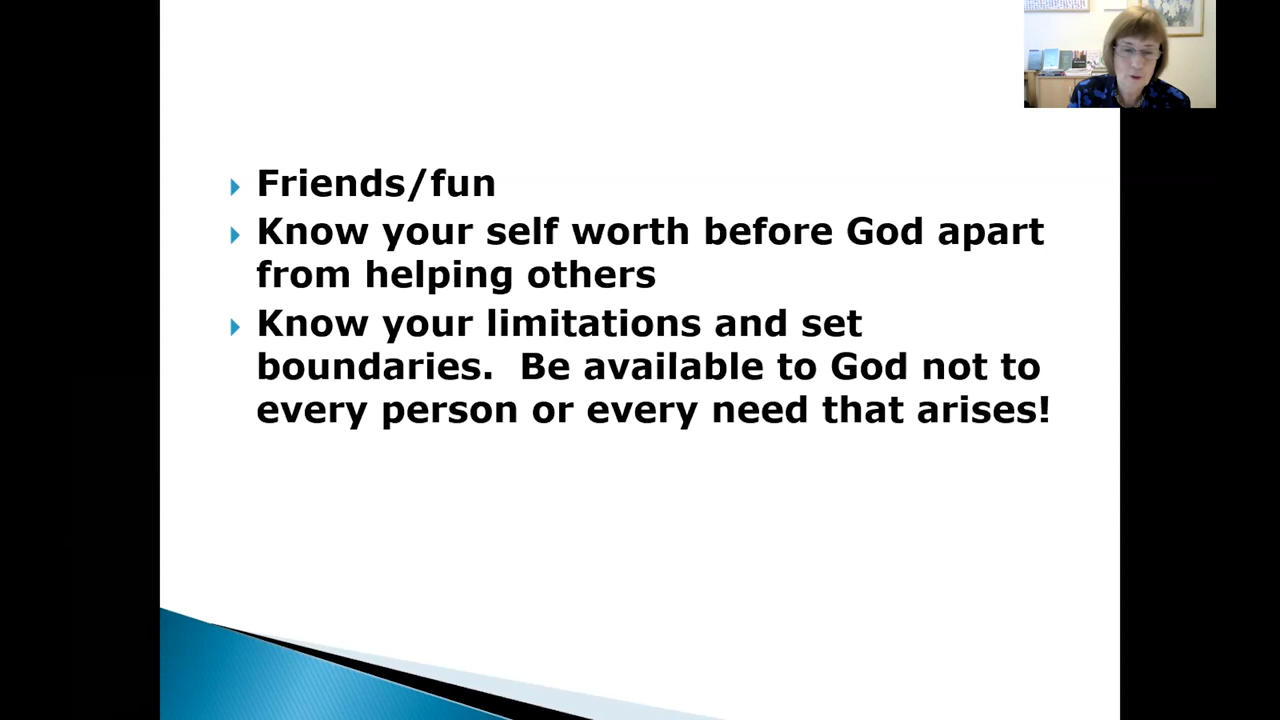 Friends/fun
Know your self worth before God apart
from helping others
Know your limitations and set
boundaries.  Be available to God not to
every person or every need that arises!